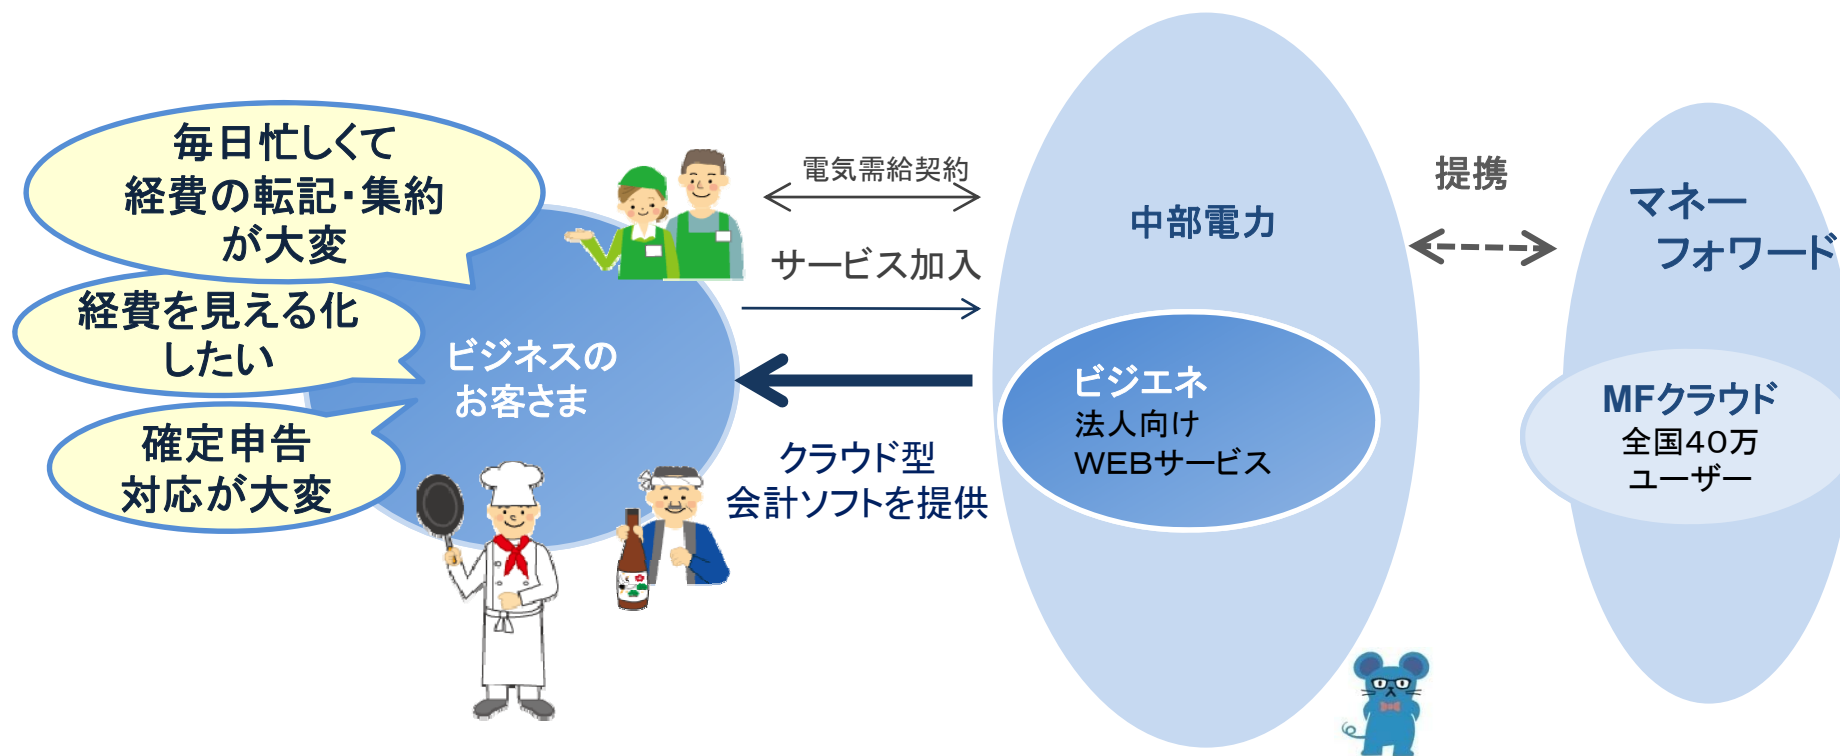 毎日忙しくて
経費の転記・集約
が大変
経費を見える化
したい
確定申告
対応が大変
ビジネスの
お客さま
電気需給契約
サービス加入
クラウド型
会計ソフトを提供
中部電力
ビジエネ
法人向け
WEBサービス
提携
マネー
フォワード
MFクラウド
全国40万
ユーザー